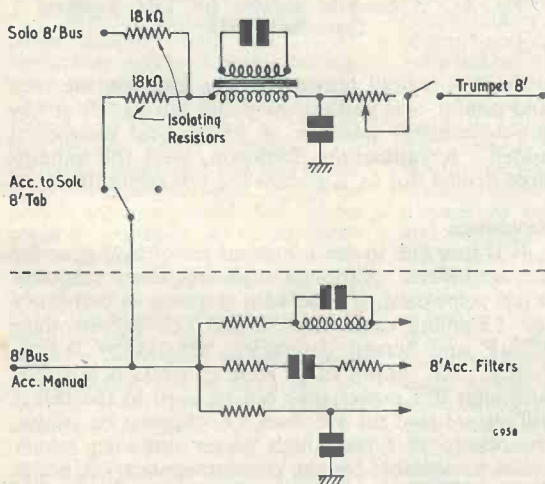 Solo 8' Bus
18kΩ
18kΩ
Isolating
Resistors
Trumpet 8'
Acc. to Solo
8' Tab
8' Bus
Acc. Manual
8' Acc. Filters
G958